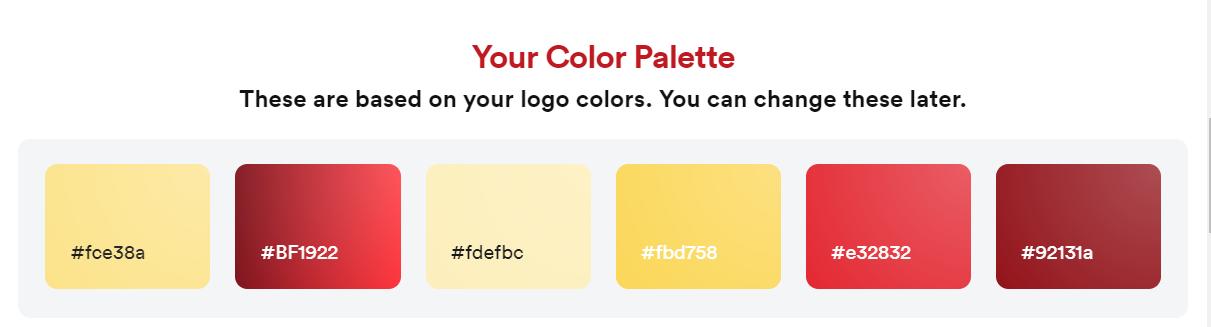 Your Color Palette
These are based on your logo colors. You can change these later.
#fce38a #BF1922 #fdefbc #fbd758 #e32832 #92131a